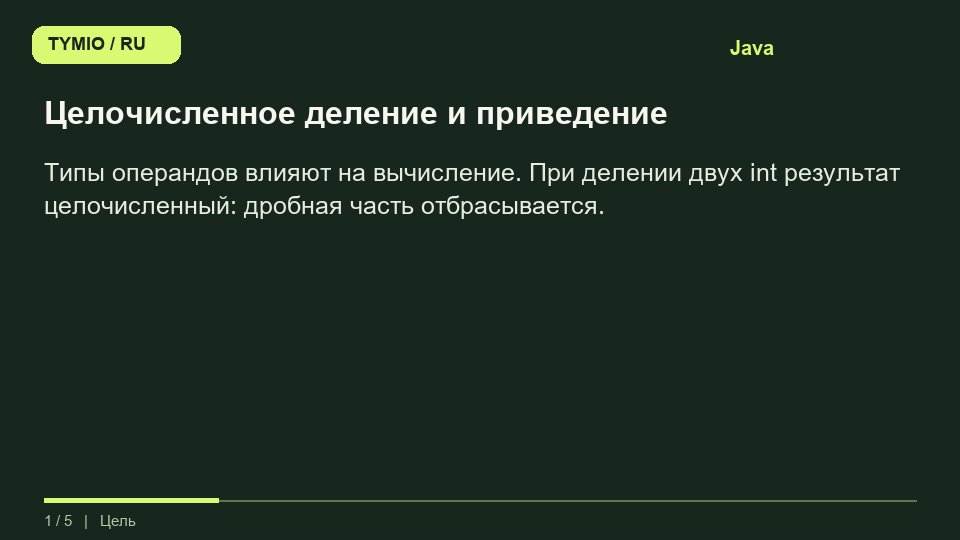 TYMIO / RU
Java
Целочисленное деление и приведение
Типы операндов влияют на вычисление. При делении двух int результат
целочисленный: дробная часть отбрасывается.
1 / 5 | Цель